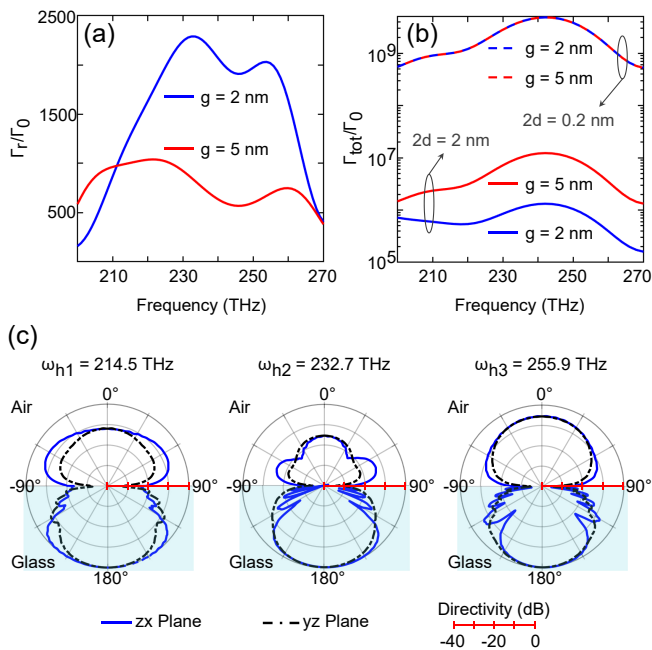 (a)
2500
1500
500
Γr/Γ0
g = 2 nm
g = 5 nm
210
230
250
270
Frequency (THz)
(b)
10^9
10^7
10^5
Γtot/Γ0
g = 2 nm
g = 5 nm
2d = 0.2 nm
2d = 2 nm
g = 5 nm
g = 2 nm
210
230
250
270
Frequency (THz)
(c)
ωh1 = 214.5 THz
0°
Air
-90°
90°
Glass
180°
ωh2 = 232.7 THz
0°
Air
-90°
90°
Glass
180°
ωh3 = 255.9 THz
0°
Air
-90°
90°
Glass
180°
zx Plane
yz Plane
Directivity (dB)
-40 -20 0